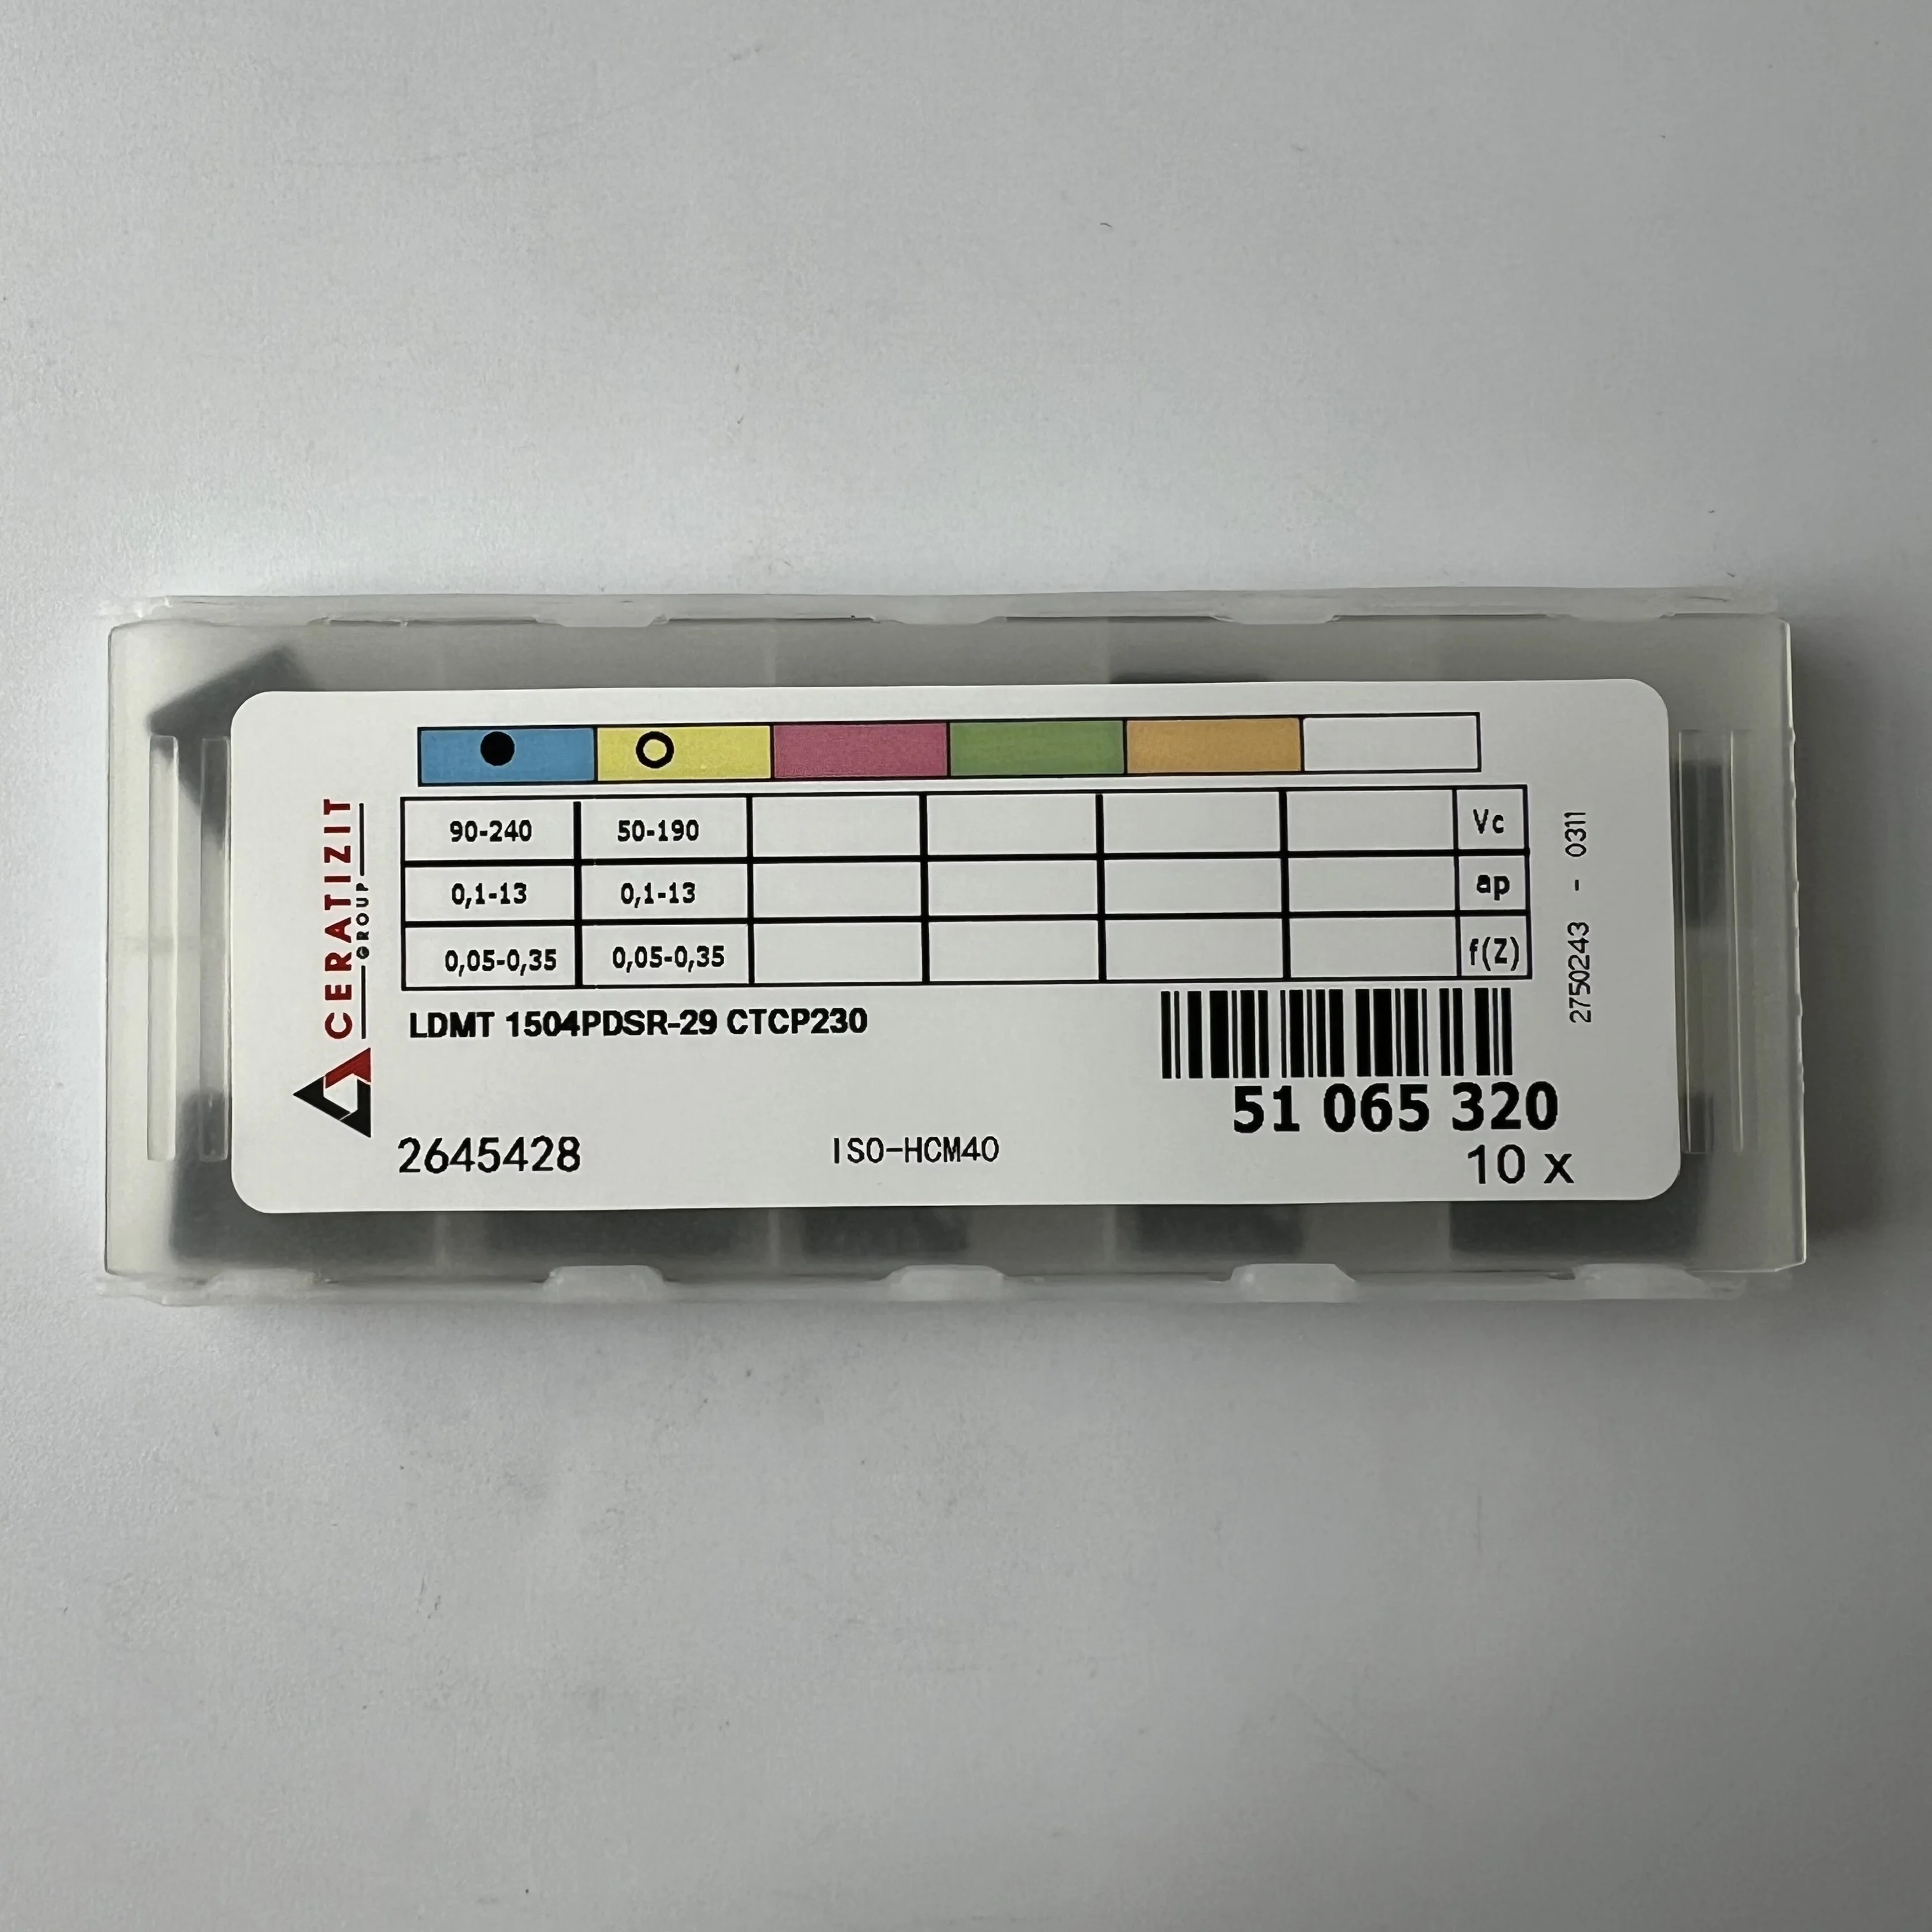 CERATIZIT
GROUP
90-240 50-190 Vc
0,1-13 0,1-13 ap
0,05-0,35 0,05-0,35 f(Z)
LDMT 1504PDSR-29 CTCP230
51 065 320
2645428
ISO-HCM40
10 x
2750243 - 0311